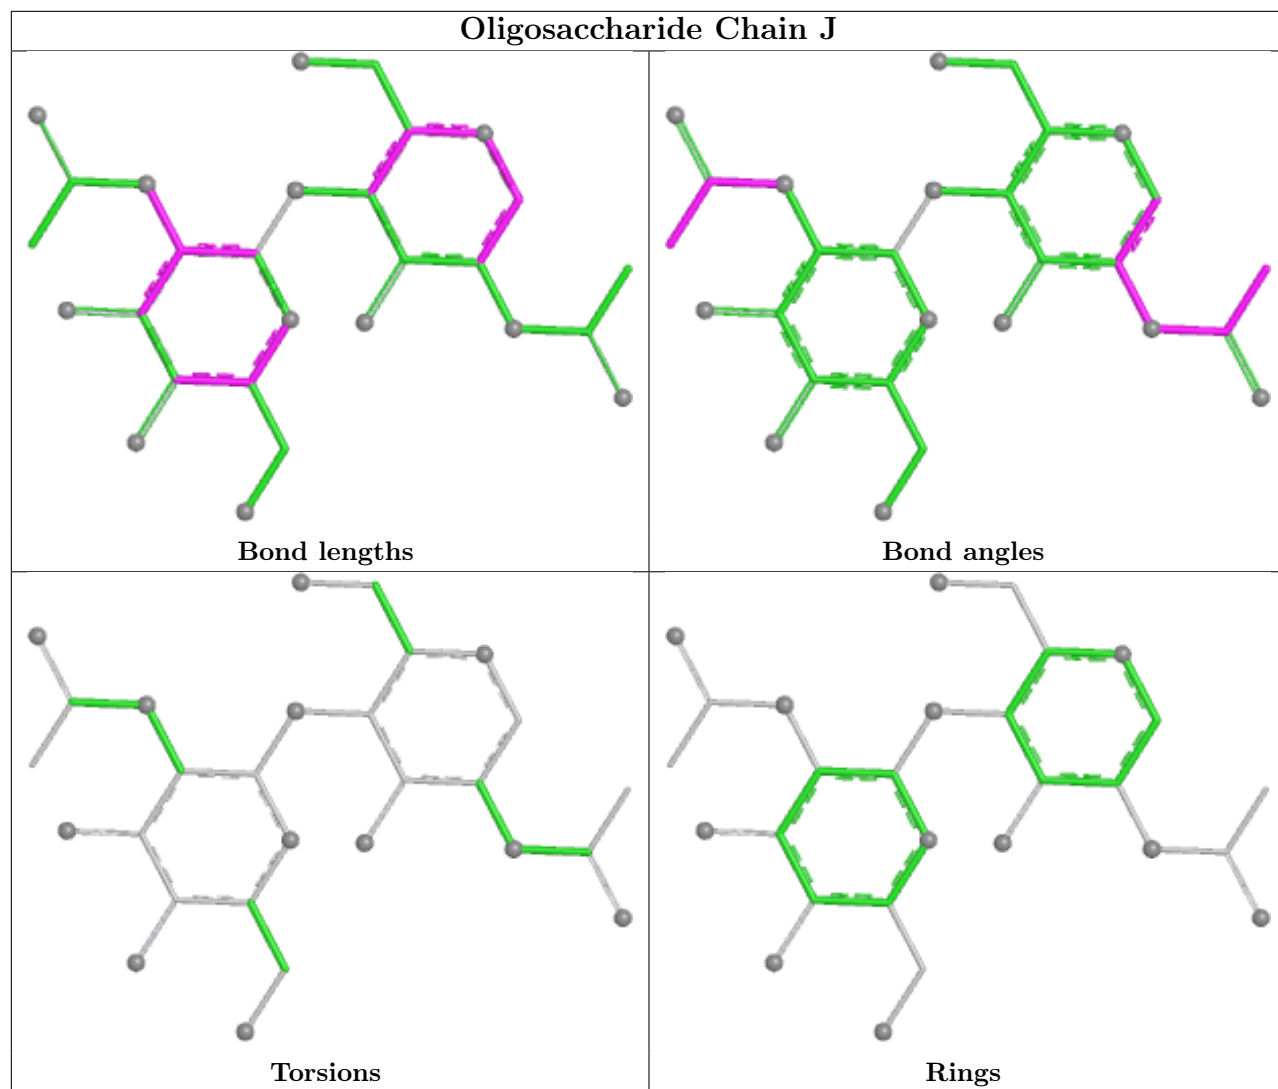 Oligosaccharide Chain J
Bond lengths
Bond angles
Torsions
Rings